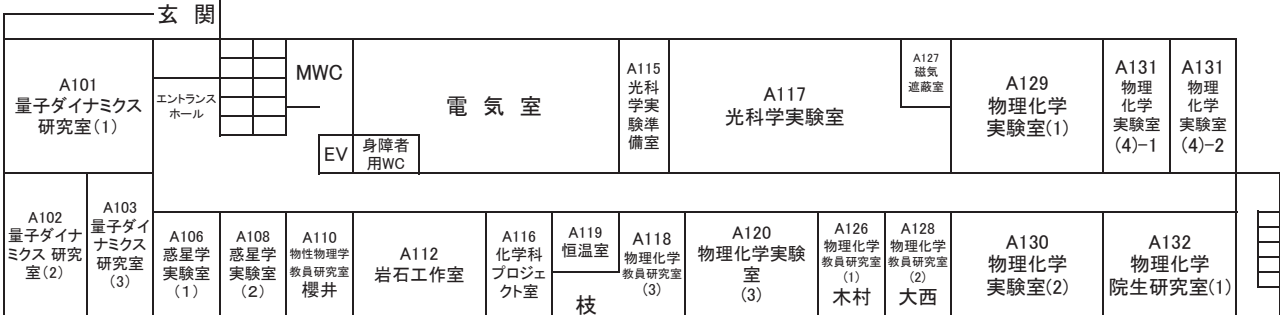 玄 関
A101
量子ダイナミクス
研究室(1)
エントランス
ホール
MWC
EV
身障者
用WC
電 気 室
A115
光科
学実
験準
備室
A117
光科学実験室
A127
磁気
遮蔽室
A129
物理化学
実験室(1)
A131
物理
化学
実験室
(4)-1
A131
物理
化学
実験室
(4)-2
A102
量子ダイナ
ミクス 研究
室(2)
A103
量子ダイ
ナミクス
研究室
(3)
A106
惑星学
実験室
(1)
A108
惑星学
実験室
(2)
A110
物性物理学
教員研究室
櫻井
A112
岩石工作室
A116
化学科
プロジェ
クト室
A119
恒温室
枝
A118
物理化学
教員研究室
(3)
A120
物理化学実験
室
(3)
A126
物理化学
教員研究室
(1)
木村
A128
物理化学
教員研究室
(2)
大西
A130
物理化学
実験室(2)
A132
物理化学
院生研究室(1)